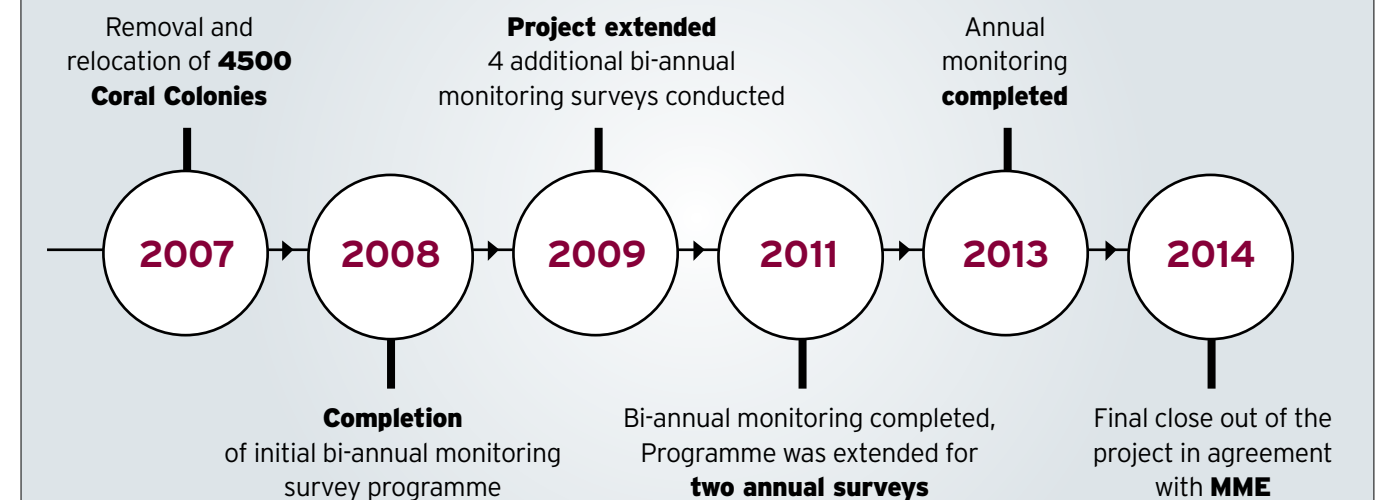 Removal and
relocation of 4500
Coral Colonies
Project extended
4 additional bi-annual
monitoring surveys conducted
Annual
monitoring
completed
2007
2008
2009
2011
2013
2014
Completion
of initial bi-annual monitoring
survey programme
Bi-annual monitoring completed,
Programme was extended for
two annual surveys
Final close out of the
project in agreement
with MME